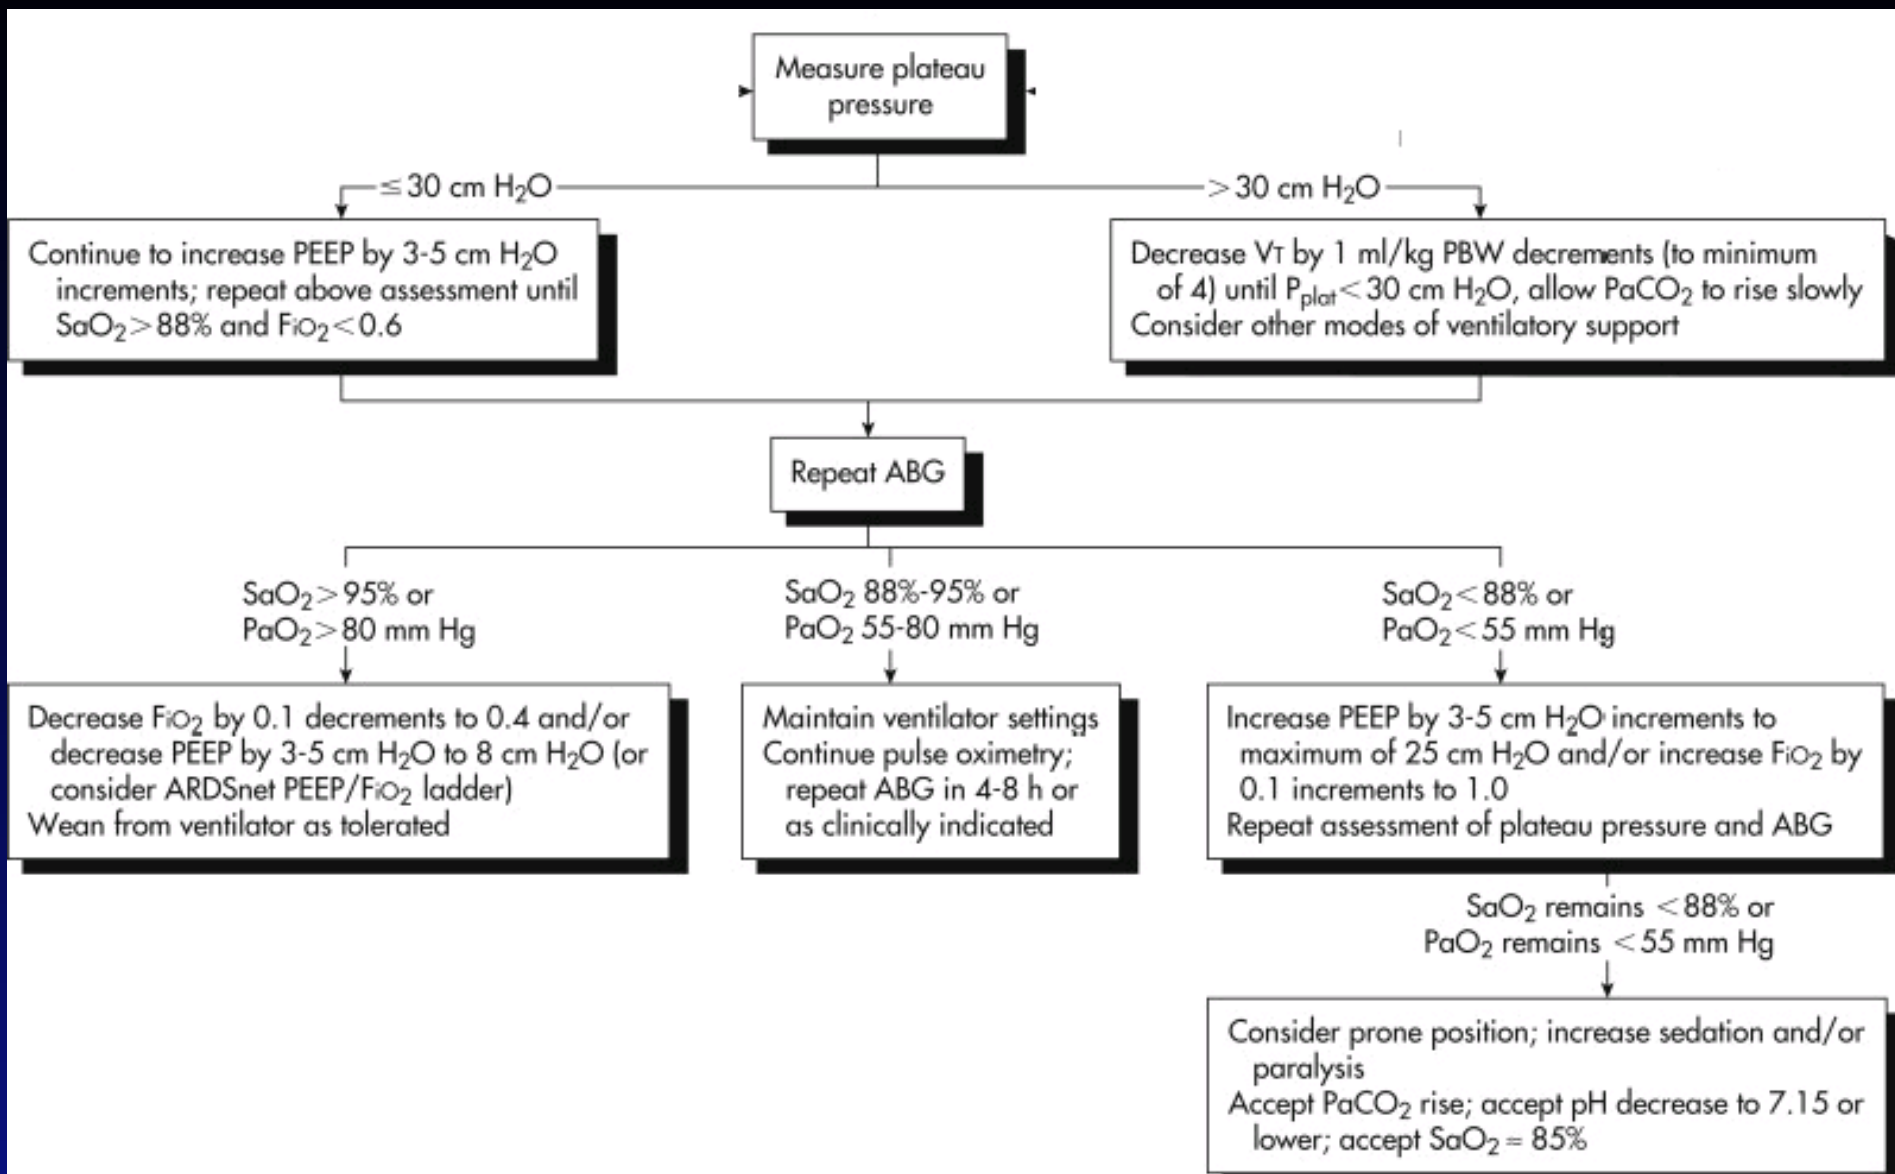 Measure plateau
pressure
≤30 cm H₂O
>30 cm H₂O
Continue to increase PEEP by 3-5 cm H₂O
increments; repeat above assessment until
SaO₂>88% and FiO₂<0.6
Decrease VT by 1 ml/kg PBW decrements (to minimum
of 4) until Pplat<30 cm H₂O, allow PaCO₂ to rise slowly
Consider other modes of ventilatory support
Repeat ABG
SaO₂>95% or
PaO₂>80 mm Hg
SaO₂ 88%-95% or
PaO₂ 55-80 mm Hg
SaO₂<88% or
PaO₂<55 mm Hg
Decrease FiO₂ by 0.1 decrements to 0.4 and/or
decrease PEEP by 3-5 cm H₂O to 8 cm H₂O (or
consider ARDSnet PEEP/FiO₂ ladder)
Wean from ventilator as tolerated
Maintain ventilator settings
Continue pulse oximetry;
repeat ABG in 4-8 h or
as clinically indicated
Increase PEEP by 3-5 cm H₂O increments to
maximum of 25 cm H₂O and/or increase FiO₂ by
0.1 increments to 1.0
Repeat assessment of plateau pressure and ABG
SaO₂ remains <88% or
PaO₂ remains <55 mm Hg
Consider prone position; increase sedation and/or
paralysis
Accept PaCO₂ rise; accept pH decrease to 7.15 or
lower; accept SaO₂ = 85%